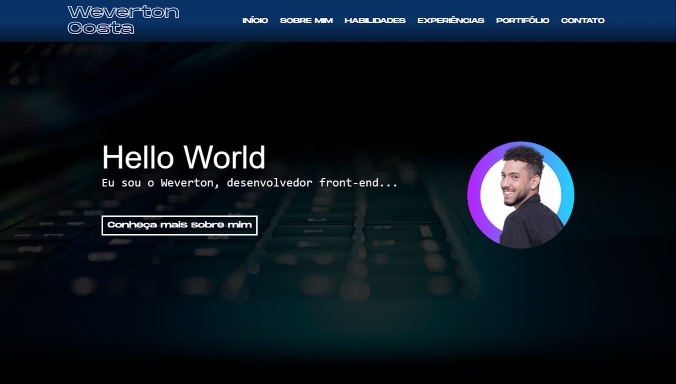 Weverton
Costa
INÍCIO SOBRE MIM HABILIDADES EXPERIÊNCIAS PORTIFÓLIO CONTATO
Hello World
Eu sou o Weverton, desenvolvedor front-end...
Conheça mais sobre mim